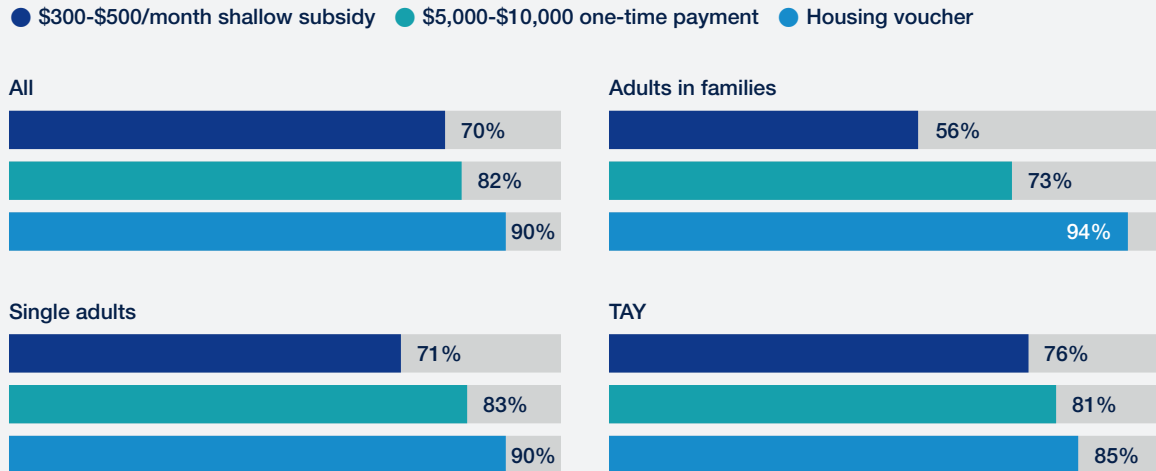 $300-$500/month shallow subsidy $5,000-$10,000 one-time payment Housing voucher
All
70%
82%
90%
Adults in families
56%
73%
94%
Single adults
71%
83%
90%
TAY
76%
81%
85%